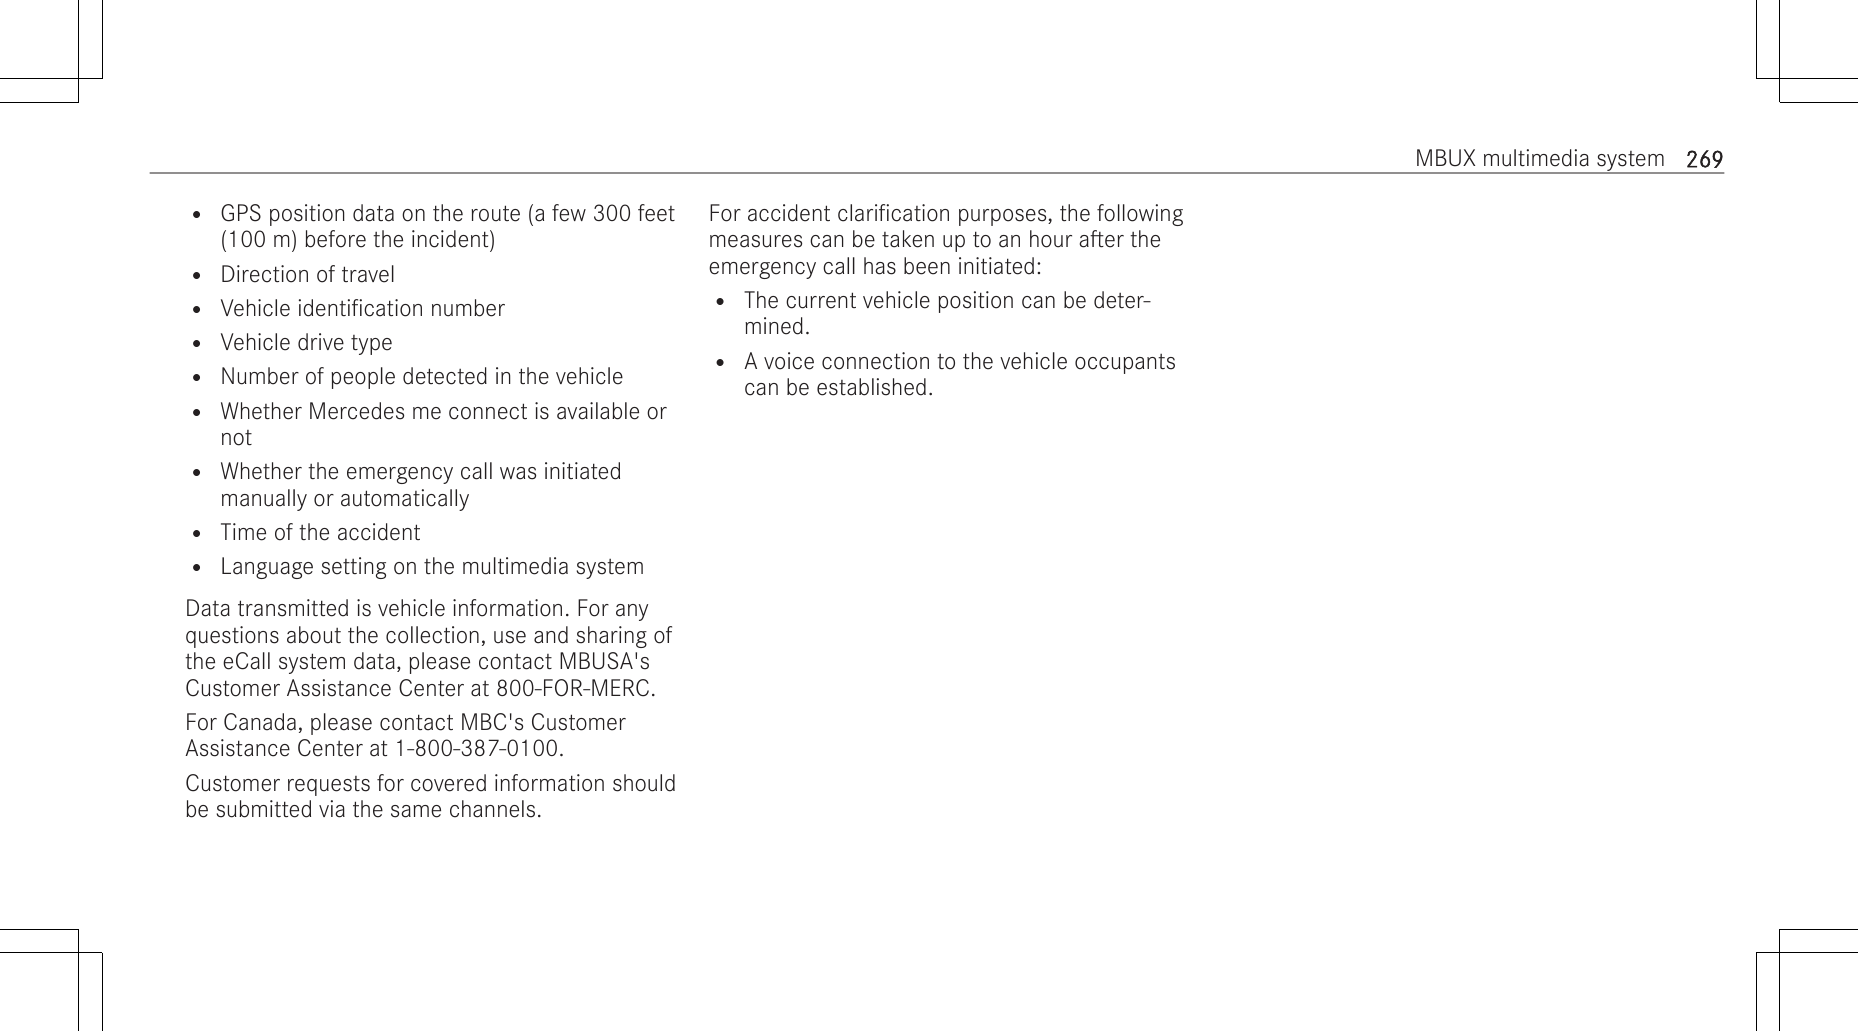 MBUX multimedia system 269
• GPS position data on the route (a few 300 feet
(100 m) before the incident)
• Direction of travel
• Vehicle identification number
• Vehicle drive type
• Number of people detected in the vehicle
• Whether Mercedes me connect is available or
not
• Whether the emergency call was initiated
manually or automatically
• Time of the accident
• Language setting on the multimedia system
Data transmitted is vehicle information. For any
questions about the collection, use and sharing of
the eCall system data, please contact MBUSA's
Customer Assistance Center at 800-FOR-MERC.
For Canada, please contact MBC's Customer
Assistance Center at 1-800-387-0100.
Customer requests for covered information should
be submitted via the same channels.
For accident clarification purposes, the following
measures can be taken up to an hour after the
emergency call has been initiated:
• The current vehicle position can be deter-
mined.
• A voice connection to the vehicle occupants
can be established.